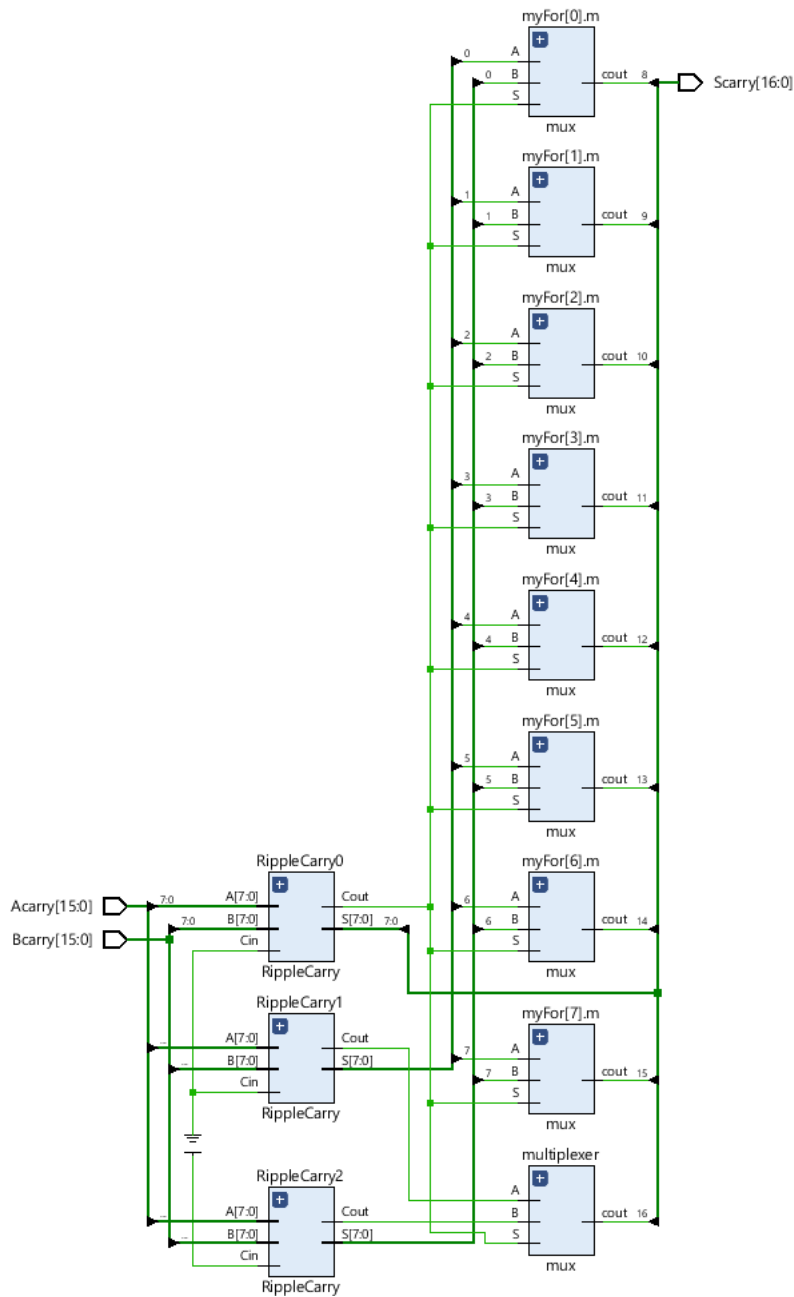 myFor[0].m
0 A
0 B cout 8 Scarry[16:0]
S
mux
myFor[1].m
1 A
1 B cout 9
S
mux
myFor[2].m
2 A
2 B cout 10
S
mux
myFor[3].m
3 A
3 B cout 11
S
mux
myFor[4].m
4 A
4 B cout 12
S
mux
myFor[5].m
5 A
5 B cout 13
S
mux
RippleCarry0
Acarry[15:0] 7:0 A[7:0] Cout
Bcarry[15:0] 7:0 B[7:0] S[7:0] 7:0
Cin
RippleCarry
myFor[6].m
6 A
6 B cout 14
S
mux
RippleCarry1
... A[7:0] Cout
... B[7:0] S[7:0]
Cin
RippleCarry
myFor[7].m
7 A
7 B cout 15
S
mux
RippleCarry2
... A[7:0] Cout
... B[7:0] S[7:0]
Cin
RippleCarry
multiplexer
A
B cout 16
S
mux